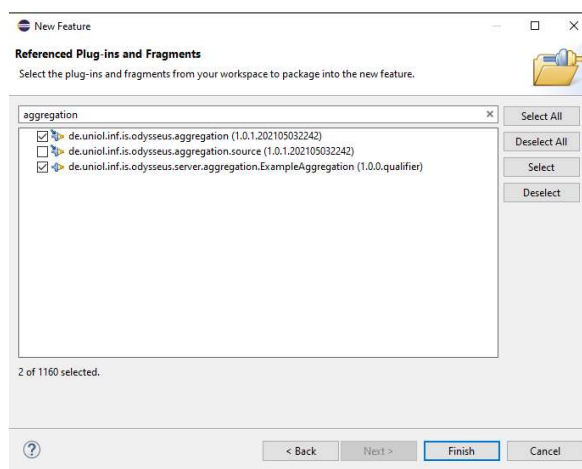 New Feature
Referenced Plug-ins and Fragments
Select the plug-ins and fragments from your workspace to package into the new feature.
aggregation
Select All
de.uniol.inf.is.odysseus.aggregation (1.0.1.202105032242)
de.uniol.inf.is.odysseus.aggregation.source (1.0.1.202105032242)
Deselect All
de.uniol.inf.is.odysseus.server.aggregation.ExampleAggregation (1.0.0.qualifier)
Select
Deselect
2 of 1160 selected.
< Back
Next >
Finish
Cancel